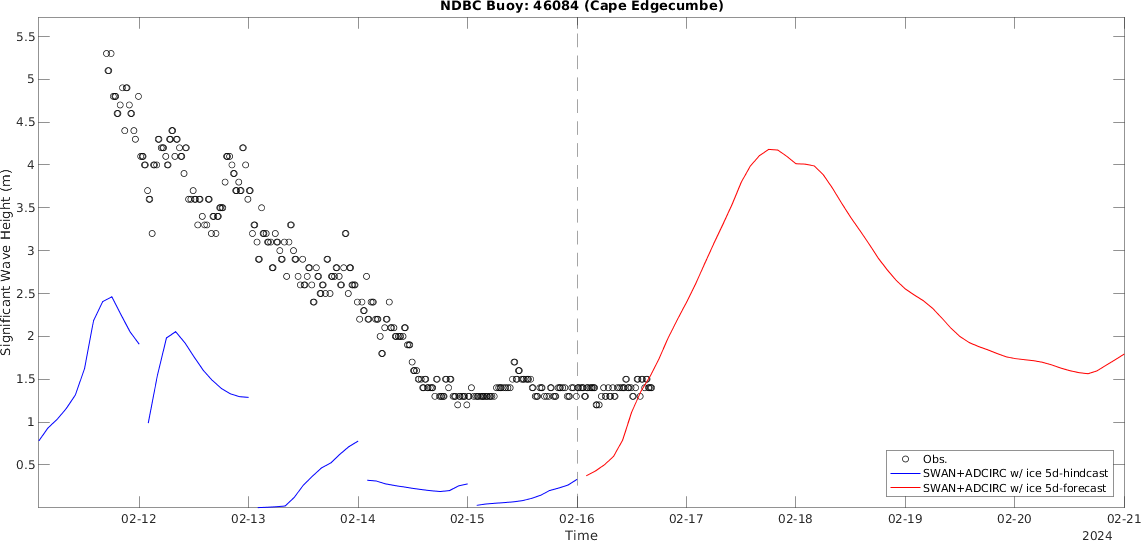 NDBC Buoy: 46084 (Cape Edgecumbe)
Significant Wave Height (m)
5.5
5
4.5
4
3.5
3
2.5
2
1.5
1
0.5
Obs.
SWAN+ADCIRC w/ ice 5d-hindcast
SWAN+ADCIRC w/ ice 5d-forecast
02-12 02-13 02-14 02-15 02-16 02-17 02-18 02-19 02-20 02-21
Time
2024